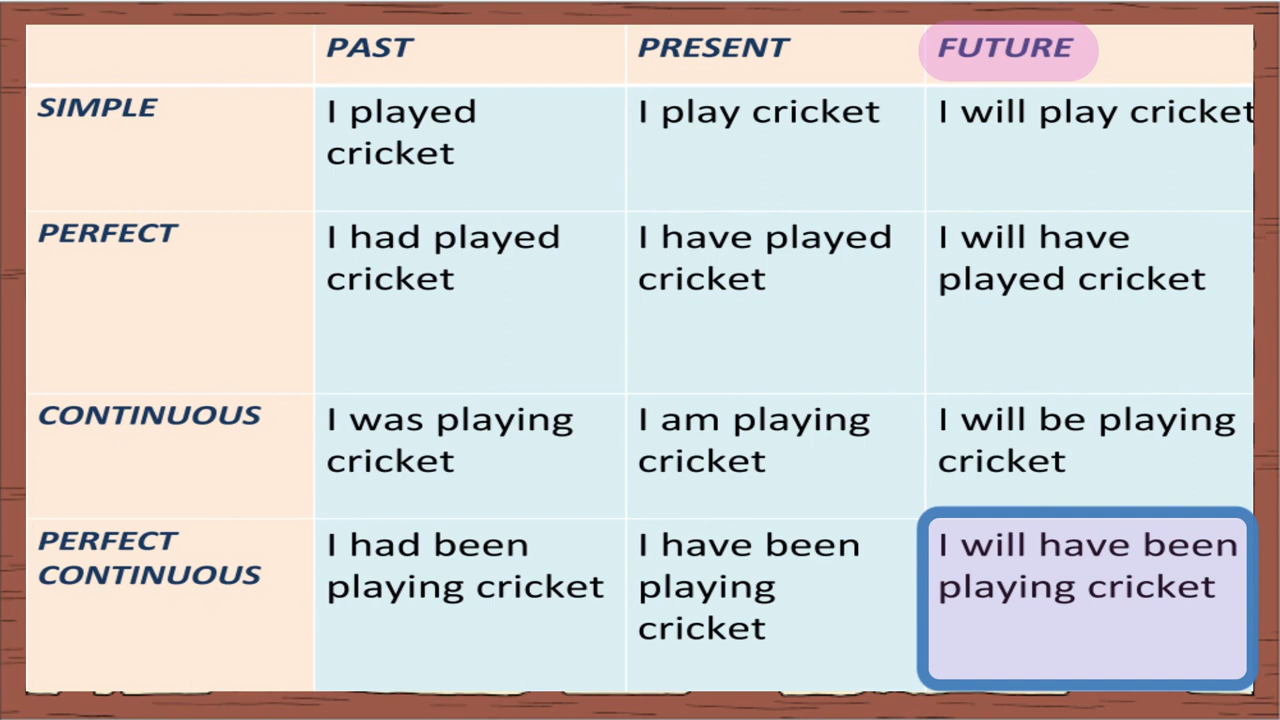 PAST PRESENT FUTURE
SIMPLE
I played
cricket
I play cricket
I will play cricket
PERFECT
I had played
cricket
I have played
cricket
I will have
played cricket
CONTINUOUS
I was playing
cricket
I am playing
cricket
I will be playing
cricket
PERFECT
CONTINUOUS
I had been
playing cricket
I have been
playing
cricket
I will have been
playing cricket